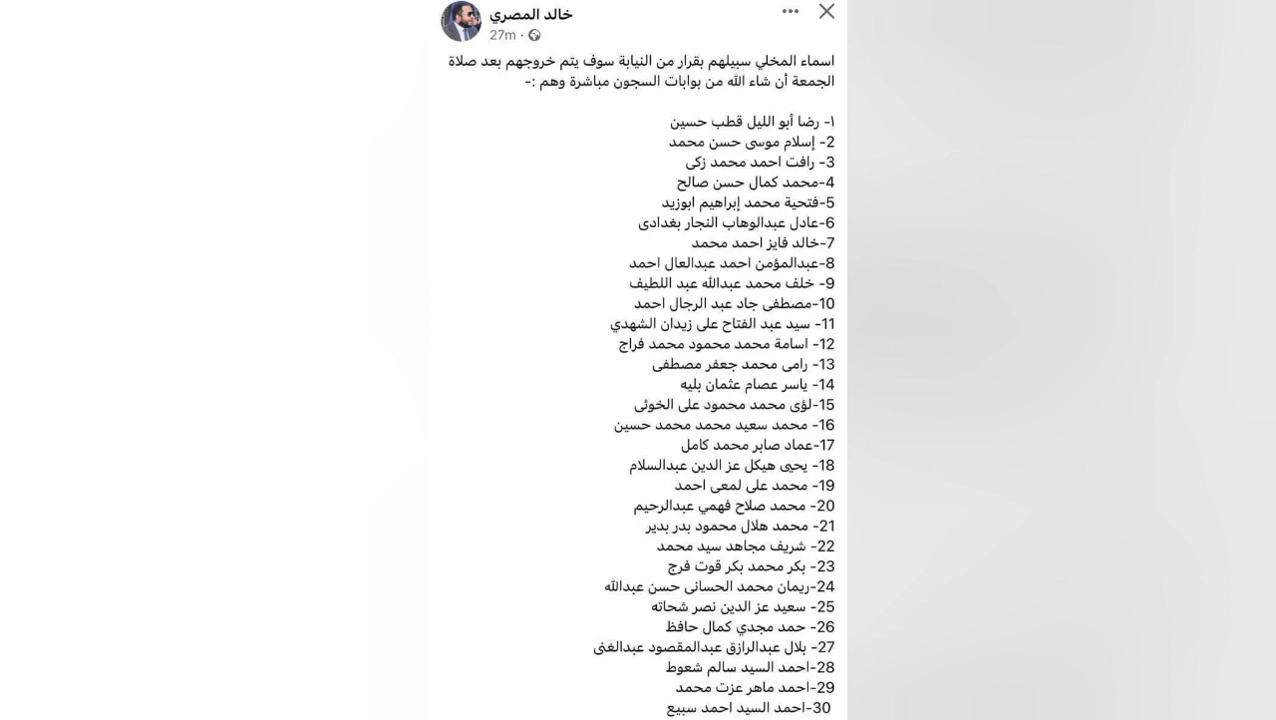 خالد المصري
27m ·
اسماء المخلي سبيلهم بقرار من النيابة سوف يتم خروجهم بعد صلاة
الجمعة أن شاء الله من بوابات السجون مباشرة وهم :-
١- رضا أبو الليل قطب حسين
2- إسلام موسى حسن محمد
3- رافت احمد محمد زكى
4-محمد كمال حسن صالح
5-فتحية محمد إبراهيم ابوزيد
6-عادل عبدالوهاب النجار بغدادى
7-خالد فايز احمد محمد
8-عبدالمؤمن احمد عبدالعال احمد
9- خلف محمد عبدالله عبد اللطيف
10-مصطفى جاد عبد الرجال احمد
11- سيد عبد الفتاح على زيدان الشهدي
12- اسامة محمد محمود محمد فراج
13- رامى محمد جعفر مصطفى
14- ياسر عصام عثمان بليه
15-لؤى محمد محمود على الخوئى
16- محمد سعيد محمد محمد حسين
17-عماد صابر محمد كامل
18- يحيى هيكل عز الدين عبدالسلام
19- محمد على لمعى احمد
20- محمد صلاح فهمي عبدالرحيم
21- محمد هلال محمود بدر بدير
22- شريف مجاهد سيد محمد
23- بكر محمد بكر قوت فرج
24-ريمان محمد الحسانى حسن عبدالله
25- سعيد عز الدين نصر شحاته
26- حمد مجدي كمال حافظ
27- بلال عبدالرازق عبدالمقصود عبدالغنى
28-احمد السيد سالم شعوط
29-احمد ماهر عزت محمد
30-احمد السيد احمد سبيع